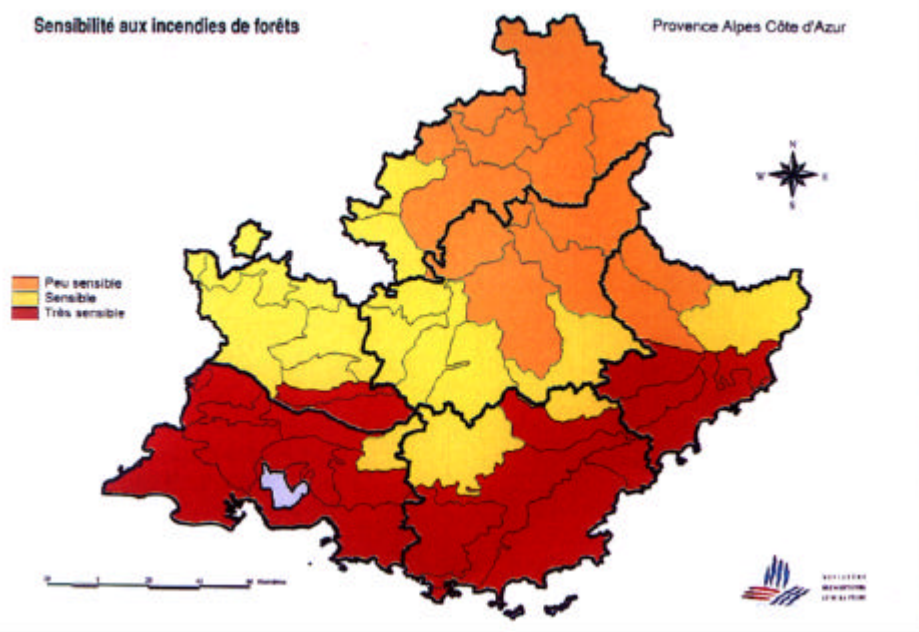 Sensibilité aux incendies de forêts
Provence Alpes Côte d'Azur
N
W E
S
Peu sensible
Sensible
Très sensible